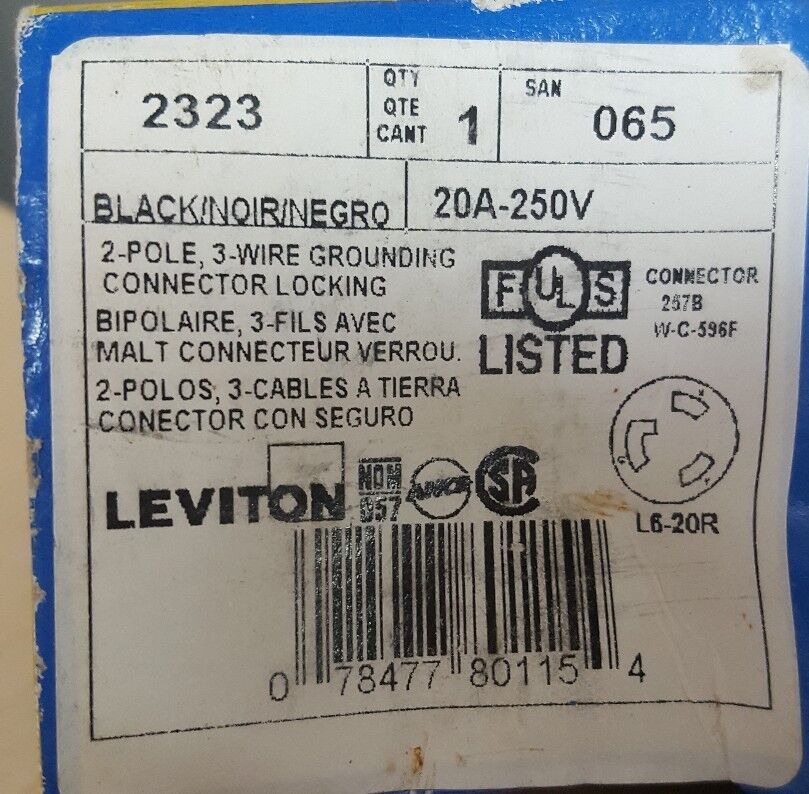 2323
QTY
QTE
CANT 1
SAN 065
BLACK/NOIR/NEGRO
20A-250V
2-POLE, 3-WIRE GROUNDING
CONNECTOR LOCKING
BIPOLAIRE, 3-FILS AVEC
MALT CONNECTEUR VERROU.
2-POLOS, 3-CABLES A TIERRA
CONECTOR CON SEGURO
F UL S
LISTED
CONNECTOR
267B
W-C-596F
LEVITON
NOM
057
ANCE
SA
L6-20R
0 78477 80115 4